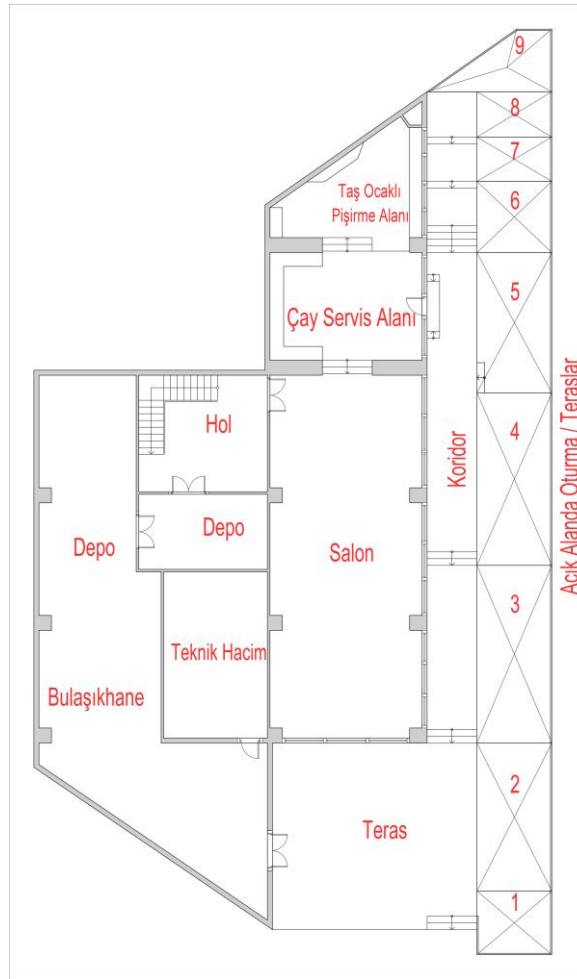 9
8
7
6
Taş Ocaklı
Pişirme Alanı
5
Çay Servis Alanı
Hol
4
Koridor
Açık Alanda Oturma / Teraslar
Depo
Depo
Salon
3
Teknik Hacim
Bulaşıkhane
2
Teras
1